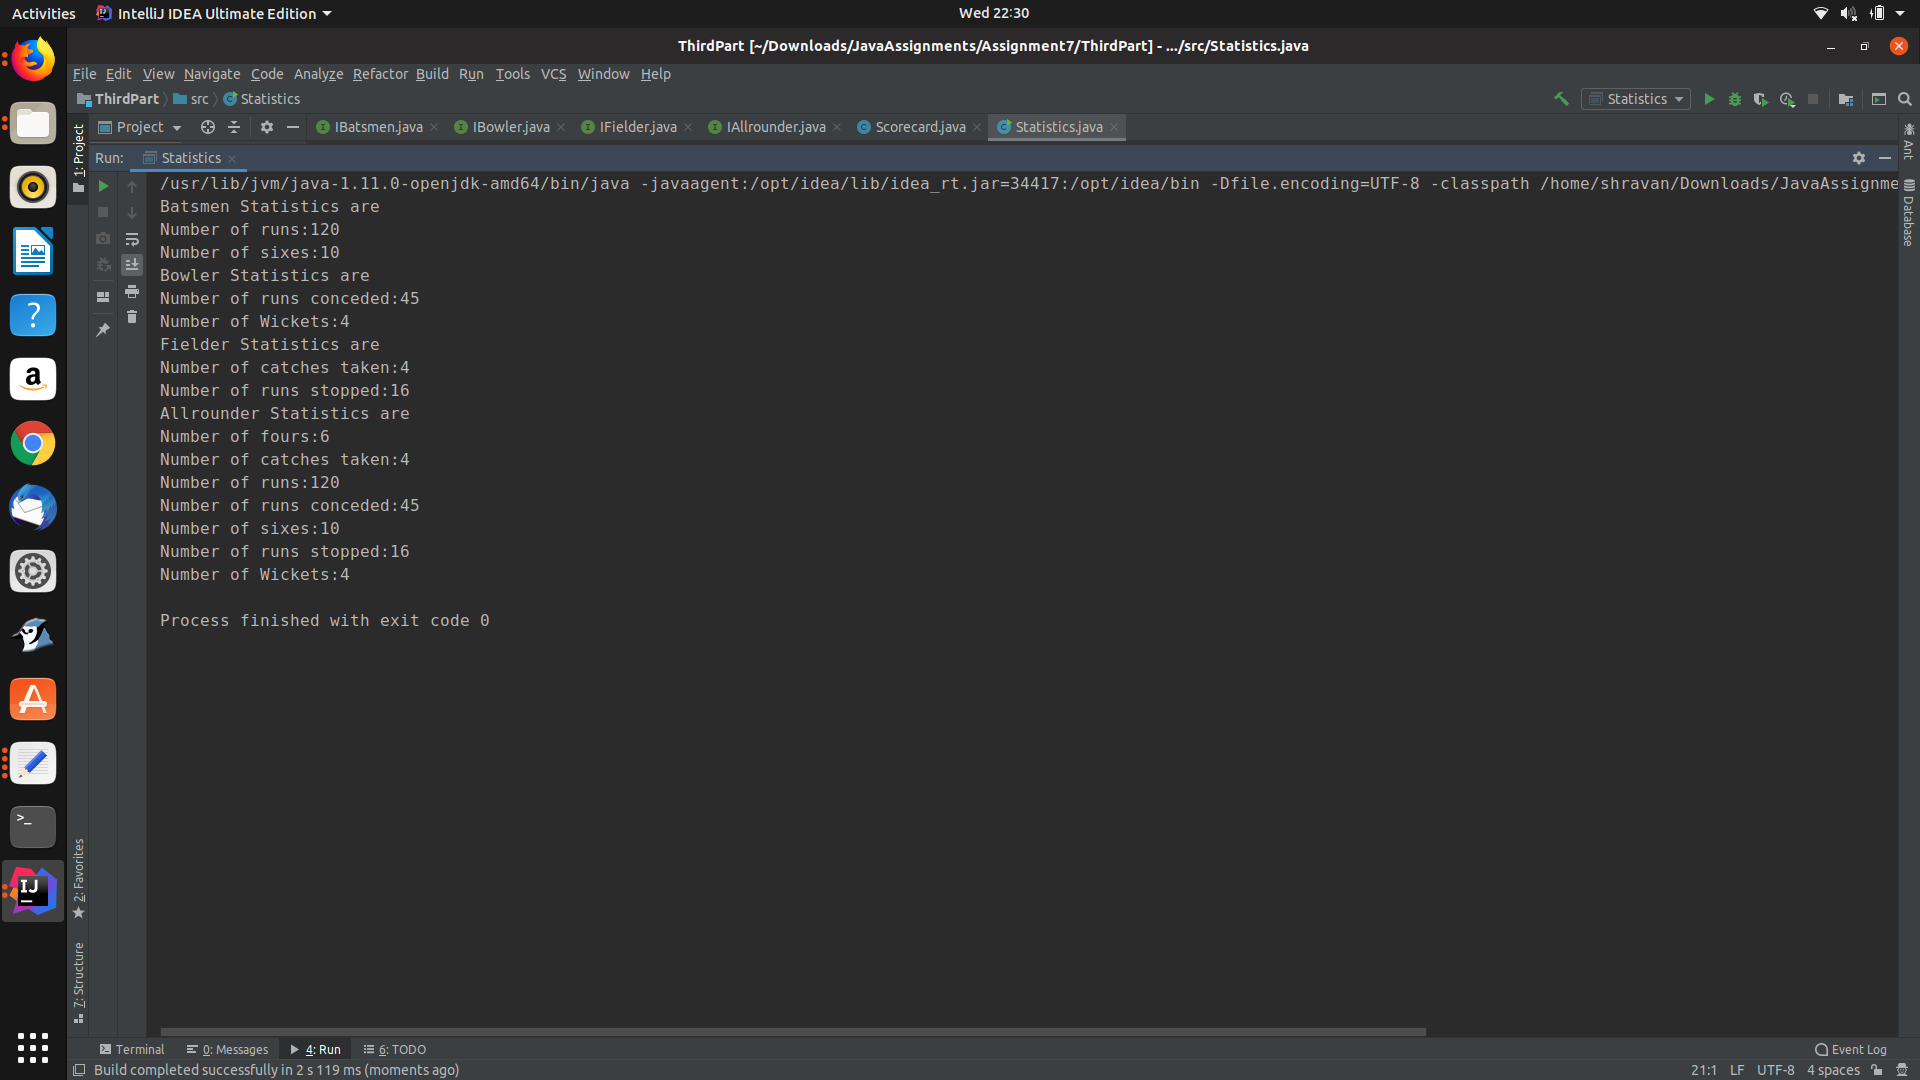 Activities IntelliJ IDEA Ultimate Edition Wed 22:30
ThirdPart [~/Downloads/JavaAssignments/Assignment7/ThirdPart] - .../src/Statistics.java
File Edit View Navigate Code Analyze Refactor Build Run Tools VCS Window Help
ThirdPart src Statistics Statistics
Project IBatsmen.java IBowler.java IFielder.java IAllrounder.java Scorecard.java Statistics.java
1: Project
Ant
Database
Run: Statistics
/usr/lib/jvm/java-1.11.0-openjdk-amd64/bin/java -javaagent:/opt/idea/lib/idea_rt.jar=34417:/opt/idea/bin -Dfile.encoding=UTF-8 -classpath /home/shravan/Downloads/JavaAssignme
Batsmen Statistics are
Number of runs:120
Number of sixes:10
Bowler Statistics are
Number of runs conceded:45
Number of Wickets:4
Fielder Statistics are
Number of catches taken:4
Number of runs stopped:16
Allrounder Statistics are
Number of fours:6
Number of catches taken:4
Number of runs:120
Number of runs conceded:45
Number of sixes:10
Number of runs stopped:16
Number of Wickets:4
Process finished with exit code 0
2: Favorites
7: Structure
Terminal 0: Messages 4: Run 6: TODO Event Log
Build completed successfully in 2 s 119 ms (moments ago) 21:1 LF UTF-8 4 spaces